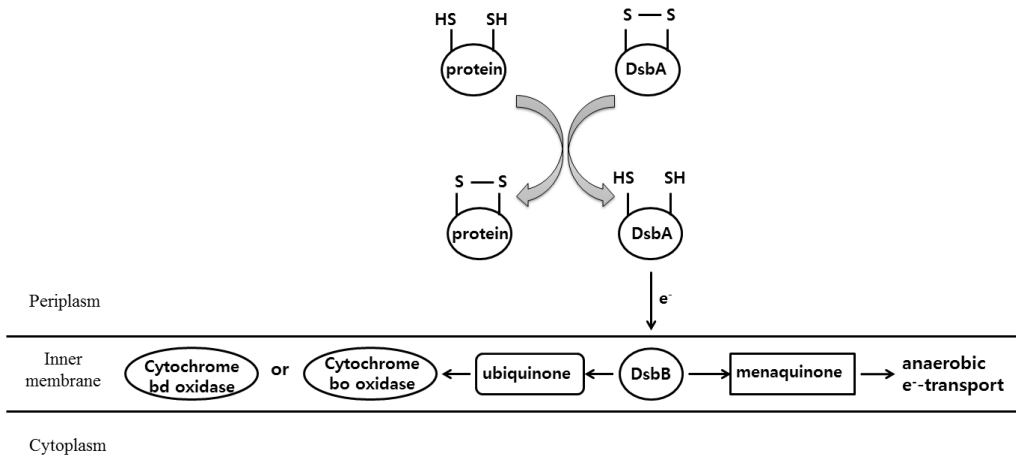 HS SH S — S
protein DsbA
S — S HS SH
protein DsbA
Periplasm
e-
Inner
membrane
Cytochrome
bd oxidase
or
Cytochrome
bo oxidase
ubiquinone
DsbB
menaquinone
anaerobic
e--transport
Cytoplasm